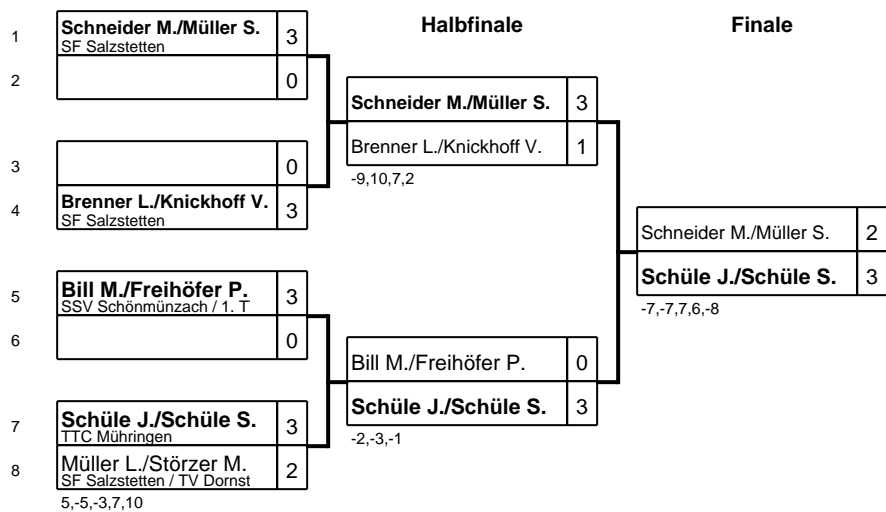 Halbfinale
Finale
1
Schneider M./Müller S.
SF Salzstetten
3
2
0
3
0
4
Brenner L./Knickhoff V.
SF Salzstetten
3
5
Bill M./Freihöfer P.
SSV Schönmünzach / 1. T
3
6
0
7
Schüle J./Schüle S.
TTC Mühringen
3
8
Müller L./Störzer M.
SF Salzstetten / TV Dornst
2
5,-5,-3,7,10
Schneider M./Müller S.
3
Brenner L./Knickhoff V.
1
-9,10,7,2
Bill M./Freihöfer P.
0
Schüle J./Schüle S.
3
-2,-3,-1
Schneider M./Müller S.
2
Schüle J./Schüle S.
3
-7,-7,7,6,-8